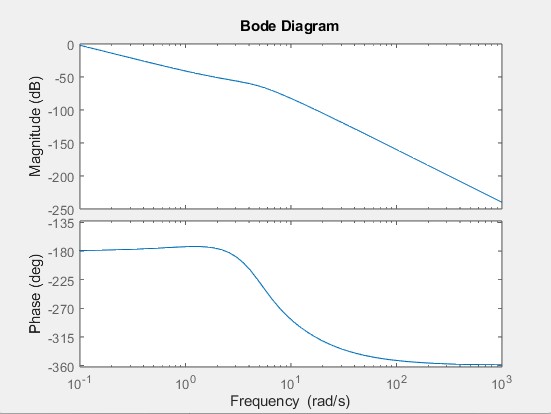 Bode Diagram
Magnitude (dB)
0
-50
-100
-150
-200
-250
Phase (deg)
-135
-180
-225
-270
-315
-360
10^-1 10^0 10^1 10^2 10^3
Frequency (rad/s)